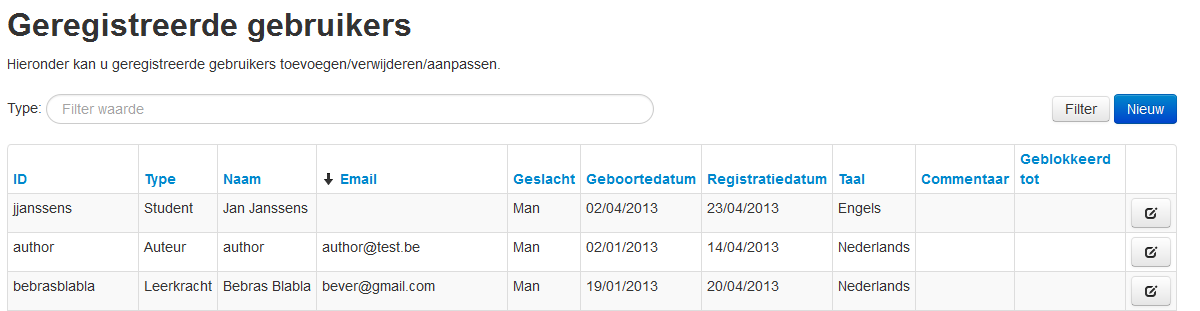 Geregistreerde gebruikers
Hieronder kan u geregistreerde gebruikers toevoegen/verwijderen/aanpassen.
Type: Filter waarde Filter Nieuw
ID Type Naam Email Geslacht Geboortedatum Registratiedatum Taal Commentaar Geblokkeerd tot
jjanssens Student Jan Janssens Man 02/04/2013 23/04/2013 Engels
author Auteur author author@test.be Man 02/01/2013 14/04/2013 Nederlands
bebrasblabla Leerkracht Bebras Blabla bever@gmail.com Man 19/01/2013 20/04/2013 Nederlands